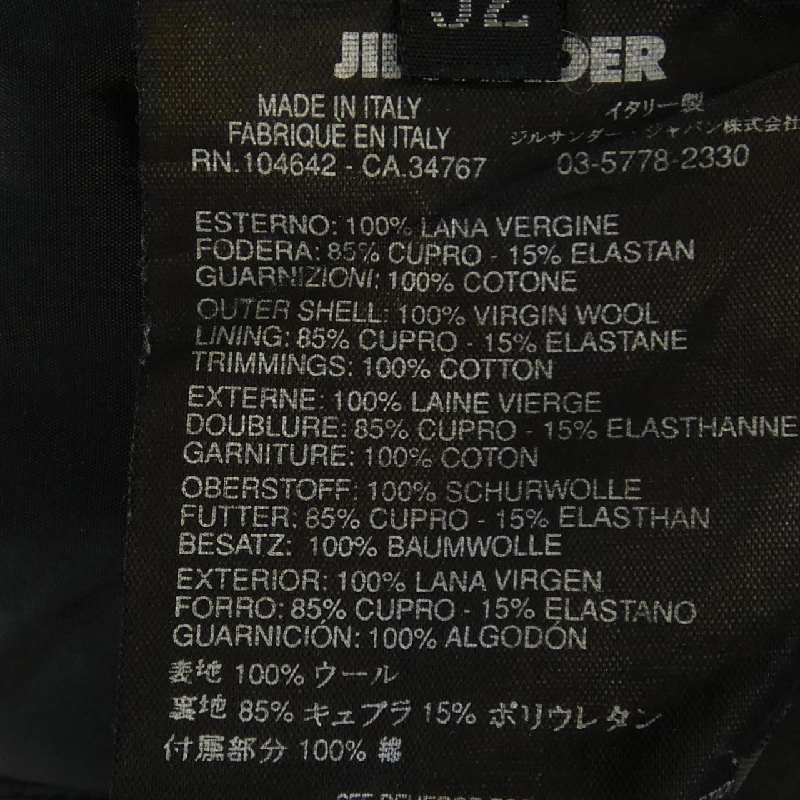 32
MADE IN ITALY
FABRIQUE EN ITALY
RN.104642 - CA.34767
イタリー製
ジルサンダー・ジャパン株式会
03-5778-2330
ESTERNO: 100% LANA VERGINE
FODERA: 85% CUPRO - 15% ELASTAN
GUARNIZIONI: 100% COTONE
OUTER SHELL: 100% VIRGIN WOOL
LINING: 85% CUPRO - 15% ELASTANE
TRIMMINGS: 100% COTTON
EXTERNE: 100% LAINE VIERGE
DOUBLURE: 85% CUPRO - 15% ELASTHANNE
GARNITURE: 100% COTON
OBERSTOFF: 100% SCHURWOLLE
FUTTER: 85% CUPRO - 15% ELASTHAN
BESATZ: 100% BAUMWOLLE
EXTERIOR: 100% LANA VIRGEN
FORRO: 85% CUPRO - 15% ELASTANO
GUARNICIÓN: 100% ALGODÓN
表地 100% ウール
裏地 85% キュプラ 15% ポリウレタン
付属部分 100% 綿